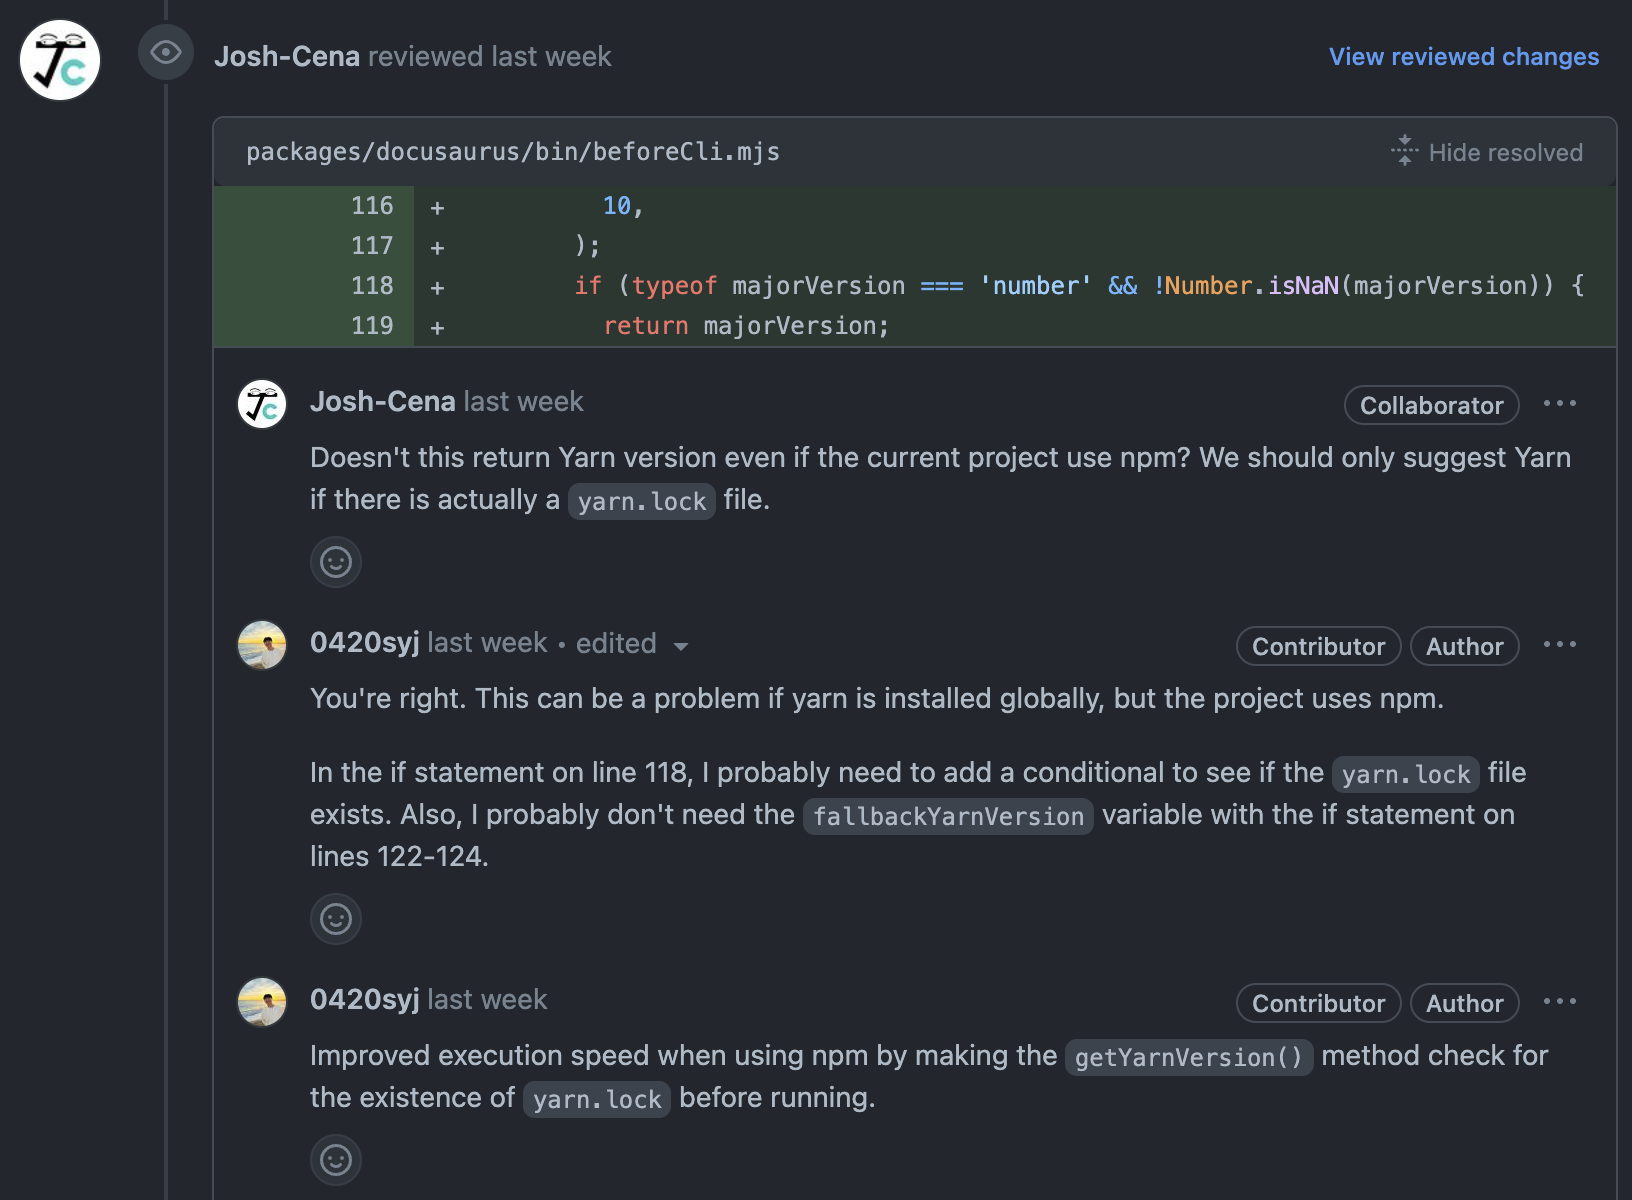 Josh-Cena reviewed last week
View reviewed changes
packages/docusaurus/bin/beforeCli.mjs
Hide resolved
116 + 10,
117 + );
118 + if (typeof majorVersion === 'number' && !Number.isNaN(majorVersion)) {
119 + return majorVersion;
Josh-Cena last week
Collaborator
Doesn't this return Yarn version even if the current project use npm? We should only suggest Yarn
if there is actually a yarn.lock file.
0420syj last week • edited
Contributor Author
You're right. This can be a problem if yarn is installed globally, but the project uses npm.
In the if statement on line 118, I probably need to add a conditional to see if the yarn.lock file
exists. Also, I probably don't need the fallbackYarnVersion variable with the if statement on
lines 122-124.
0420syj last week
Contributor Author
Improved execution speed when using npm by making the getYarnVersion() method check for
the existence of yarn.lock before running.